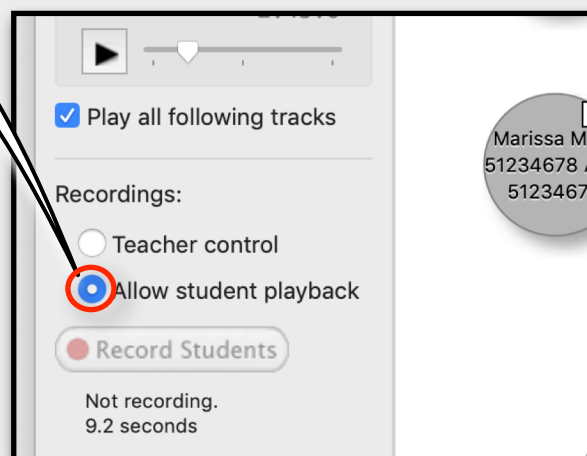 Play all following tracks
Marissa M
51234678
5123467
Recordings:
Teacher control
Allow student playback
Record Students
Not recording.
9.2 seconds